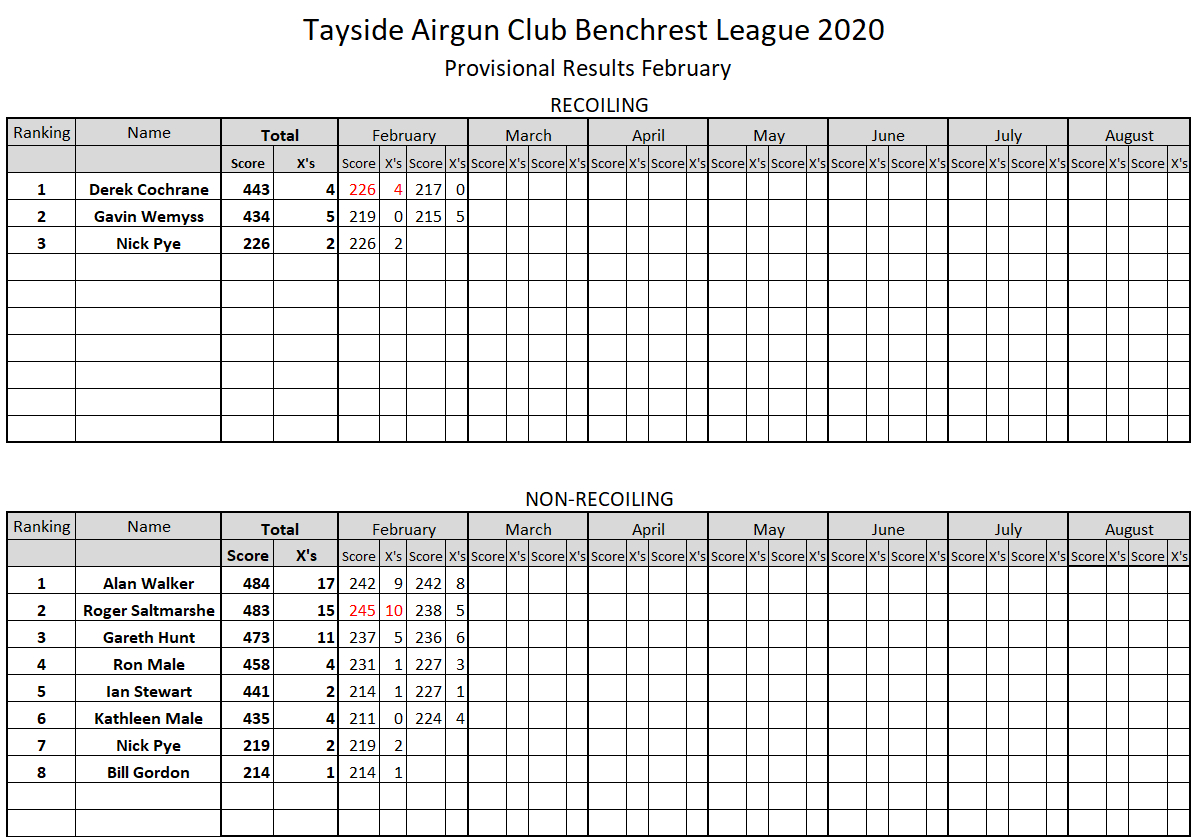 Tayside Airgun Club Benchrest League 2020
Provisional Results February
RECOILING
Ranking Name Total February March April May June July August
Score X's Score X's Score X's Score X's Score X's Score X's Score X's Score X's Score X's Score X's Score X's Score X's Score X's Score X's Score X's
1 Derek Cochrane 443 4 226 4 217 0
2 Gavin Wemyss 434 5 219 0 215 5
3 Nick Pye 226 2 226 2
NON-RECOILING
Ranking Name Total February March April May June July August
Score X's Score X's Score X's Score X's Score X's Score X's Score X's Score X's Score X's Score X's Score X's Score X's Score X's Score X's Score X's
1 Alan Walker 484 17 242 9 242 8
2 Roger Saltmarshe 483 15 245 10 238 5
3 Gareth Hunt 473 11 237 5 236 6
4 Ron Male 458 4 231 1 227 3
5 Ian Stewart 441 2 214 1 227 1
6 Kathleen Male 435 4 211 0 224 4
7 Nick Pye 219 2 219 2
8 Bill Gordon 214 1 214 1